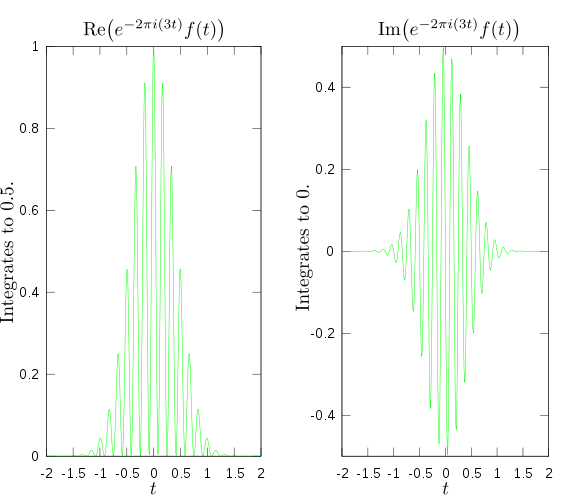 Re(e^{-2πi(3t)}f(t))
Integrates to 0.5.
1
0.8
0.6
0.4
0.2
0
-2 -1.5 -1 -0.5 0 0.5 1 1.5 2
t
Im(e^{-2πi(3t)}f(t))
Integrates to 0.
0.4
0.2
0
-0.2
-0.4
-2 -1.5 -1 -0.5 0 0.5 1 1.5 2
t